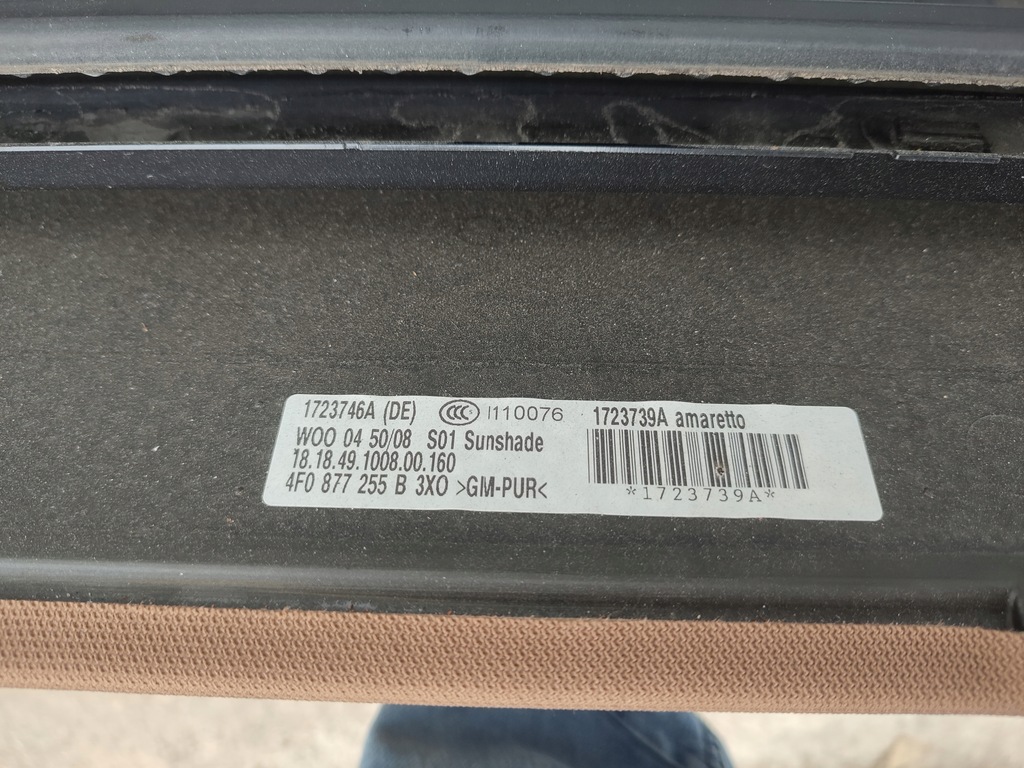 1723746A (DE) CCC I110076 1723739A amaretto
WOO 04 50/08 S01 Sunshade
18.18.49.1008.00.160
4F0 877 255 B 3XO >GM-PUR<
*1723739A*